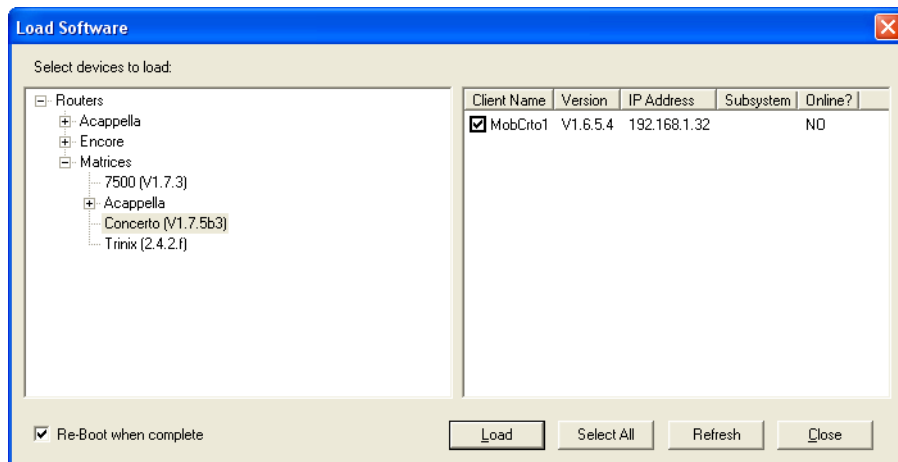 Load Software
Select devices to load:
Routers
Acappella
Encore
Matrices
7500 (V1.7.3)
Acappella
Concerto (V1.7.5b3)
Trinix (2.4.2.f)
Client Name Version IP Address Subsystem Online?
MobCrto1 V1.6.5.4 192.168.1.32 NO
Re-Boot when complete
Load Select All Refresh Close